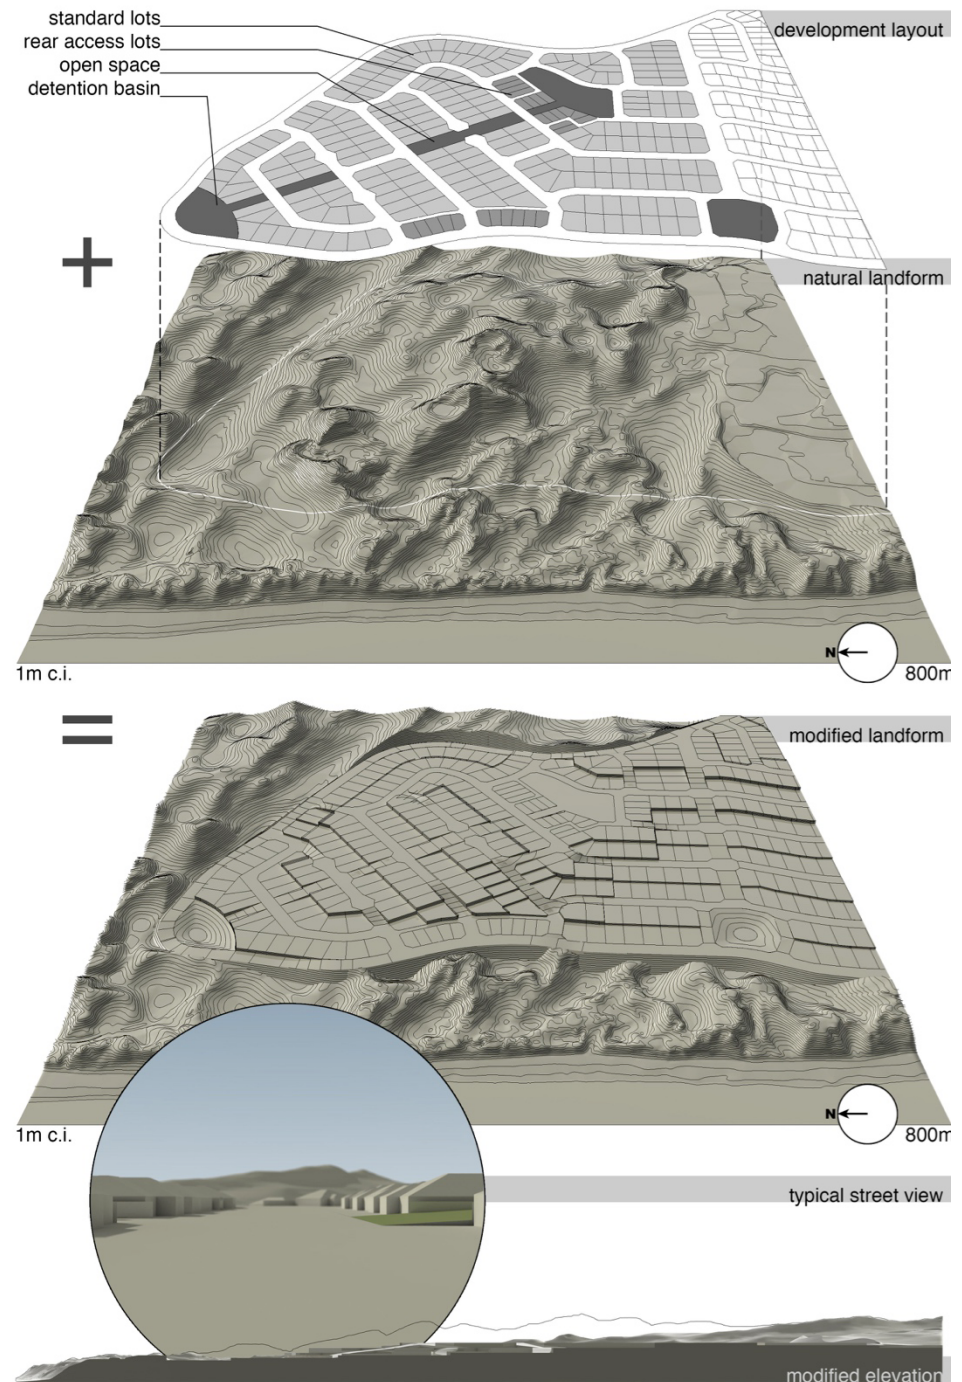 standard lots
rear access lots
open space
detention basin
development layout
natural landform
N
1m c.i.
800m
modified landform
N
1m c.i.
800m
typical street view
modified elevation